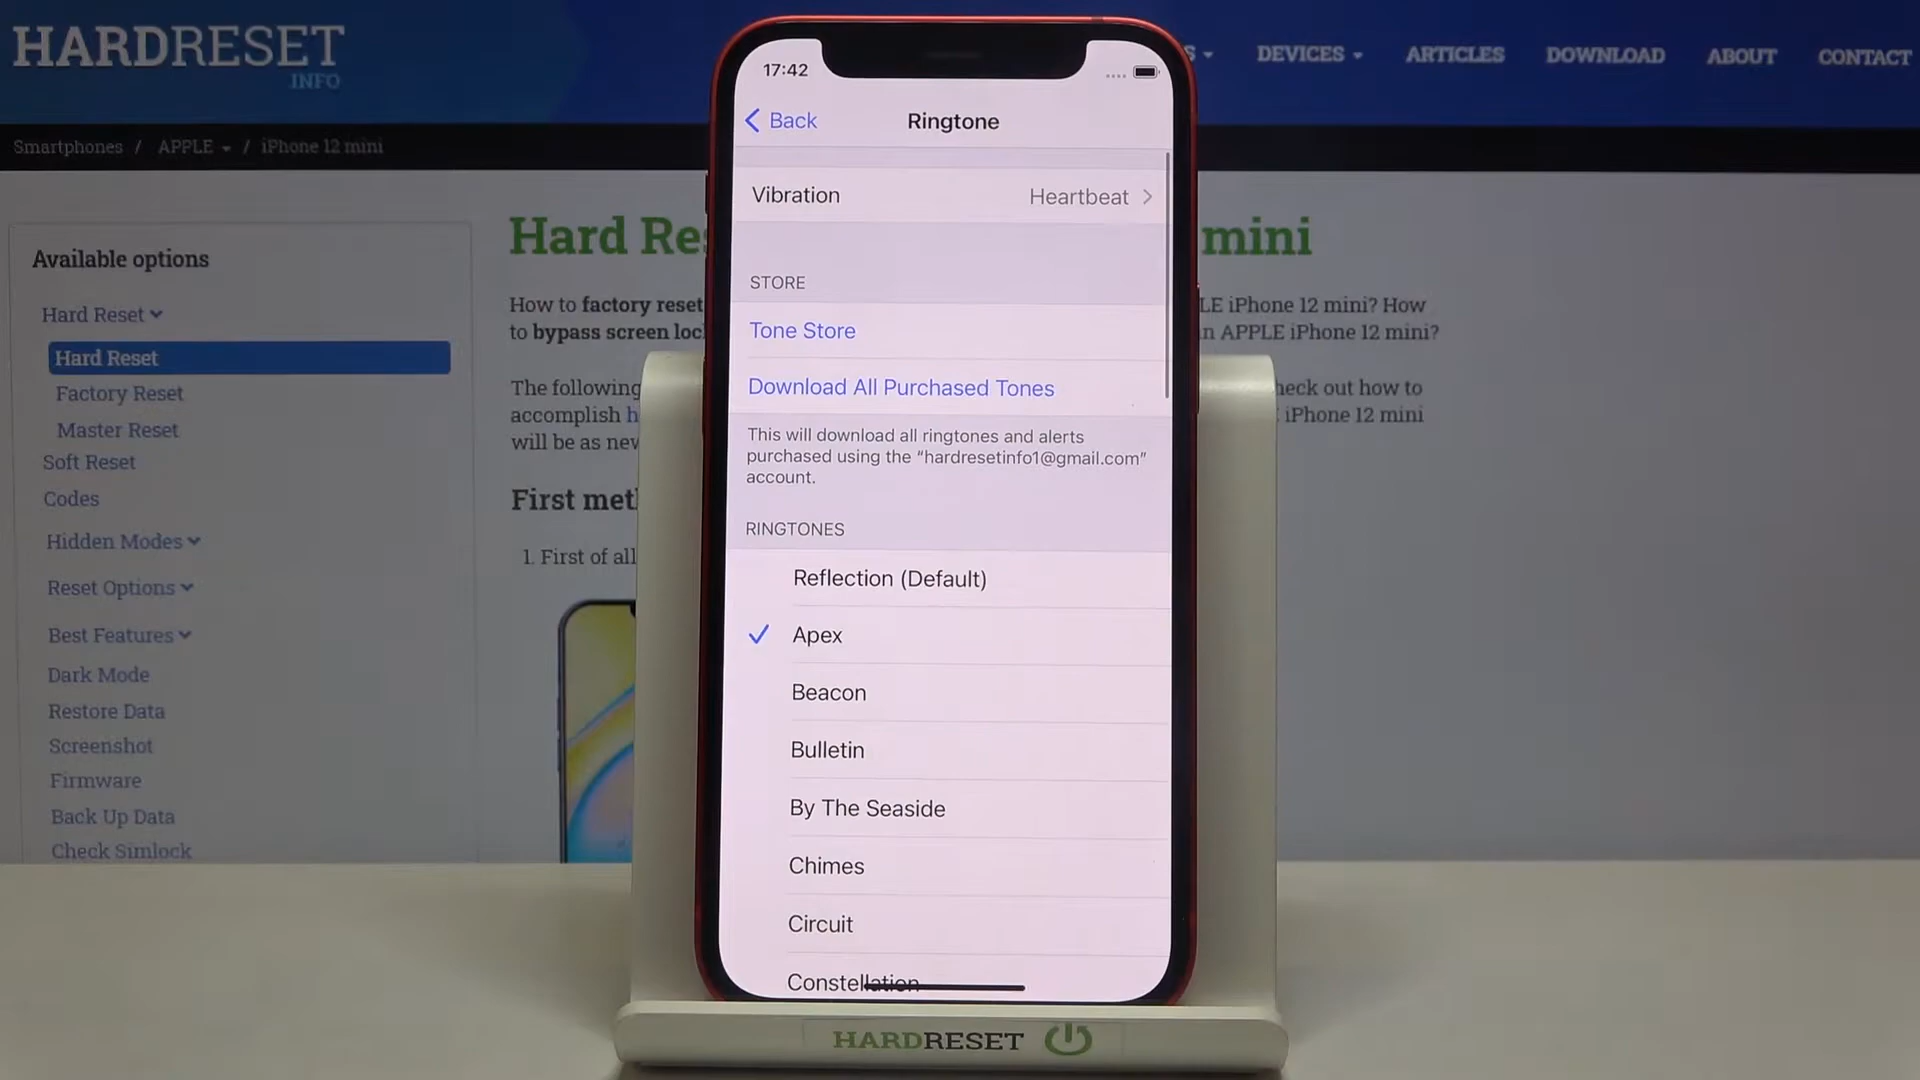 HARDRESET
.INFO
S
DEVICES
ARTICLES
DOWNLOAD
ABOUT
CONTACT
Smartphones / APPLE / iPhone 12 mini
Available options
Hard Reset
Hard Reset
Factory Reset
Master Reset
Soft Reset
Codes
Hidden Modes
Reset Options
Best Features
Dark Mode
Restore Data
Screenshot
Firmware
Back Up Data
Check Simlock
Hard Res
mini
How to factory reset
LE iPhone 12 mini? How
to bypass screen loc
n APPLE iPhone 12 mini?
The following
heck out how to
accomplish h
iPhone 12 mini
will be as new
First met
1. First of all
17:42
Back
Ringtone
Vibration
Heartbeat
STORE
Tone Store
Download All Purchased Tones
This will download all ringtones and alerts
purchased using the “hardresetinfo1@gmail.com”
account.
RINGTONES
Reflection (Default)
Apex
Beacon
Bulletin
By The Seaside
Chimes
Circuit
Constellation
HARDRESET